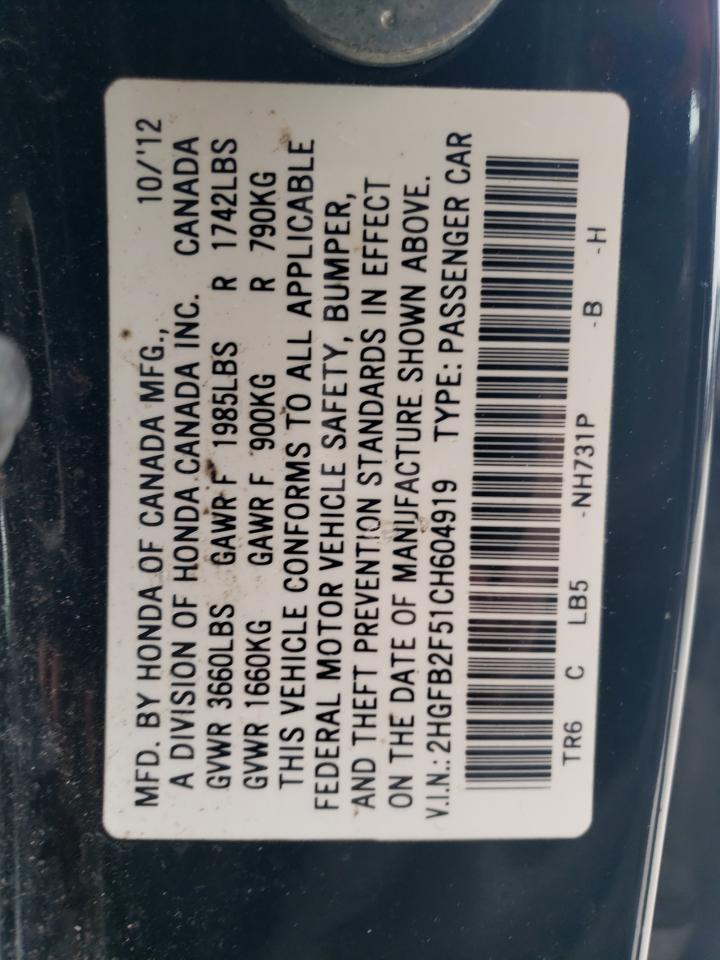 MFD. BY HONDA OF CANADA MFG., 10/'12
A DIVISION OF HONDA CANADA INC. CANADA
GVWR 3660LBS GAWR F 1985LBS R 1742LBS
GVWR 1660KG GAWR F 900KG R 790KG
THIS VEHICLE CONFORMS TO ALL APPLICABLE
FEDERAL MOTOR VEHICLE SAFETY, BUMPER,
AND THEFT PREVENTION STANDARDS IN EFFECT
ON THE DATE OF MANUFACTURE SHOWN ABOVE.
V.I.N.: 2HGFB2F51CH604919 TYPE: PASSENGER CAR
TR6 C LB5 -NH731P -B -H